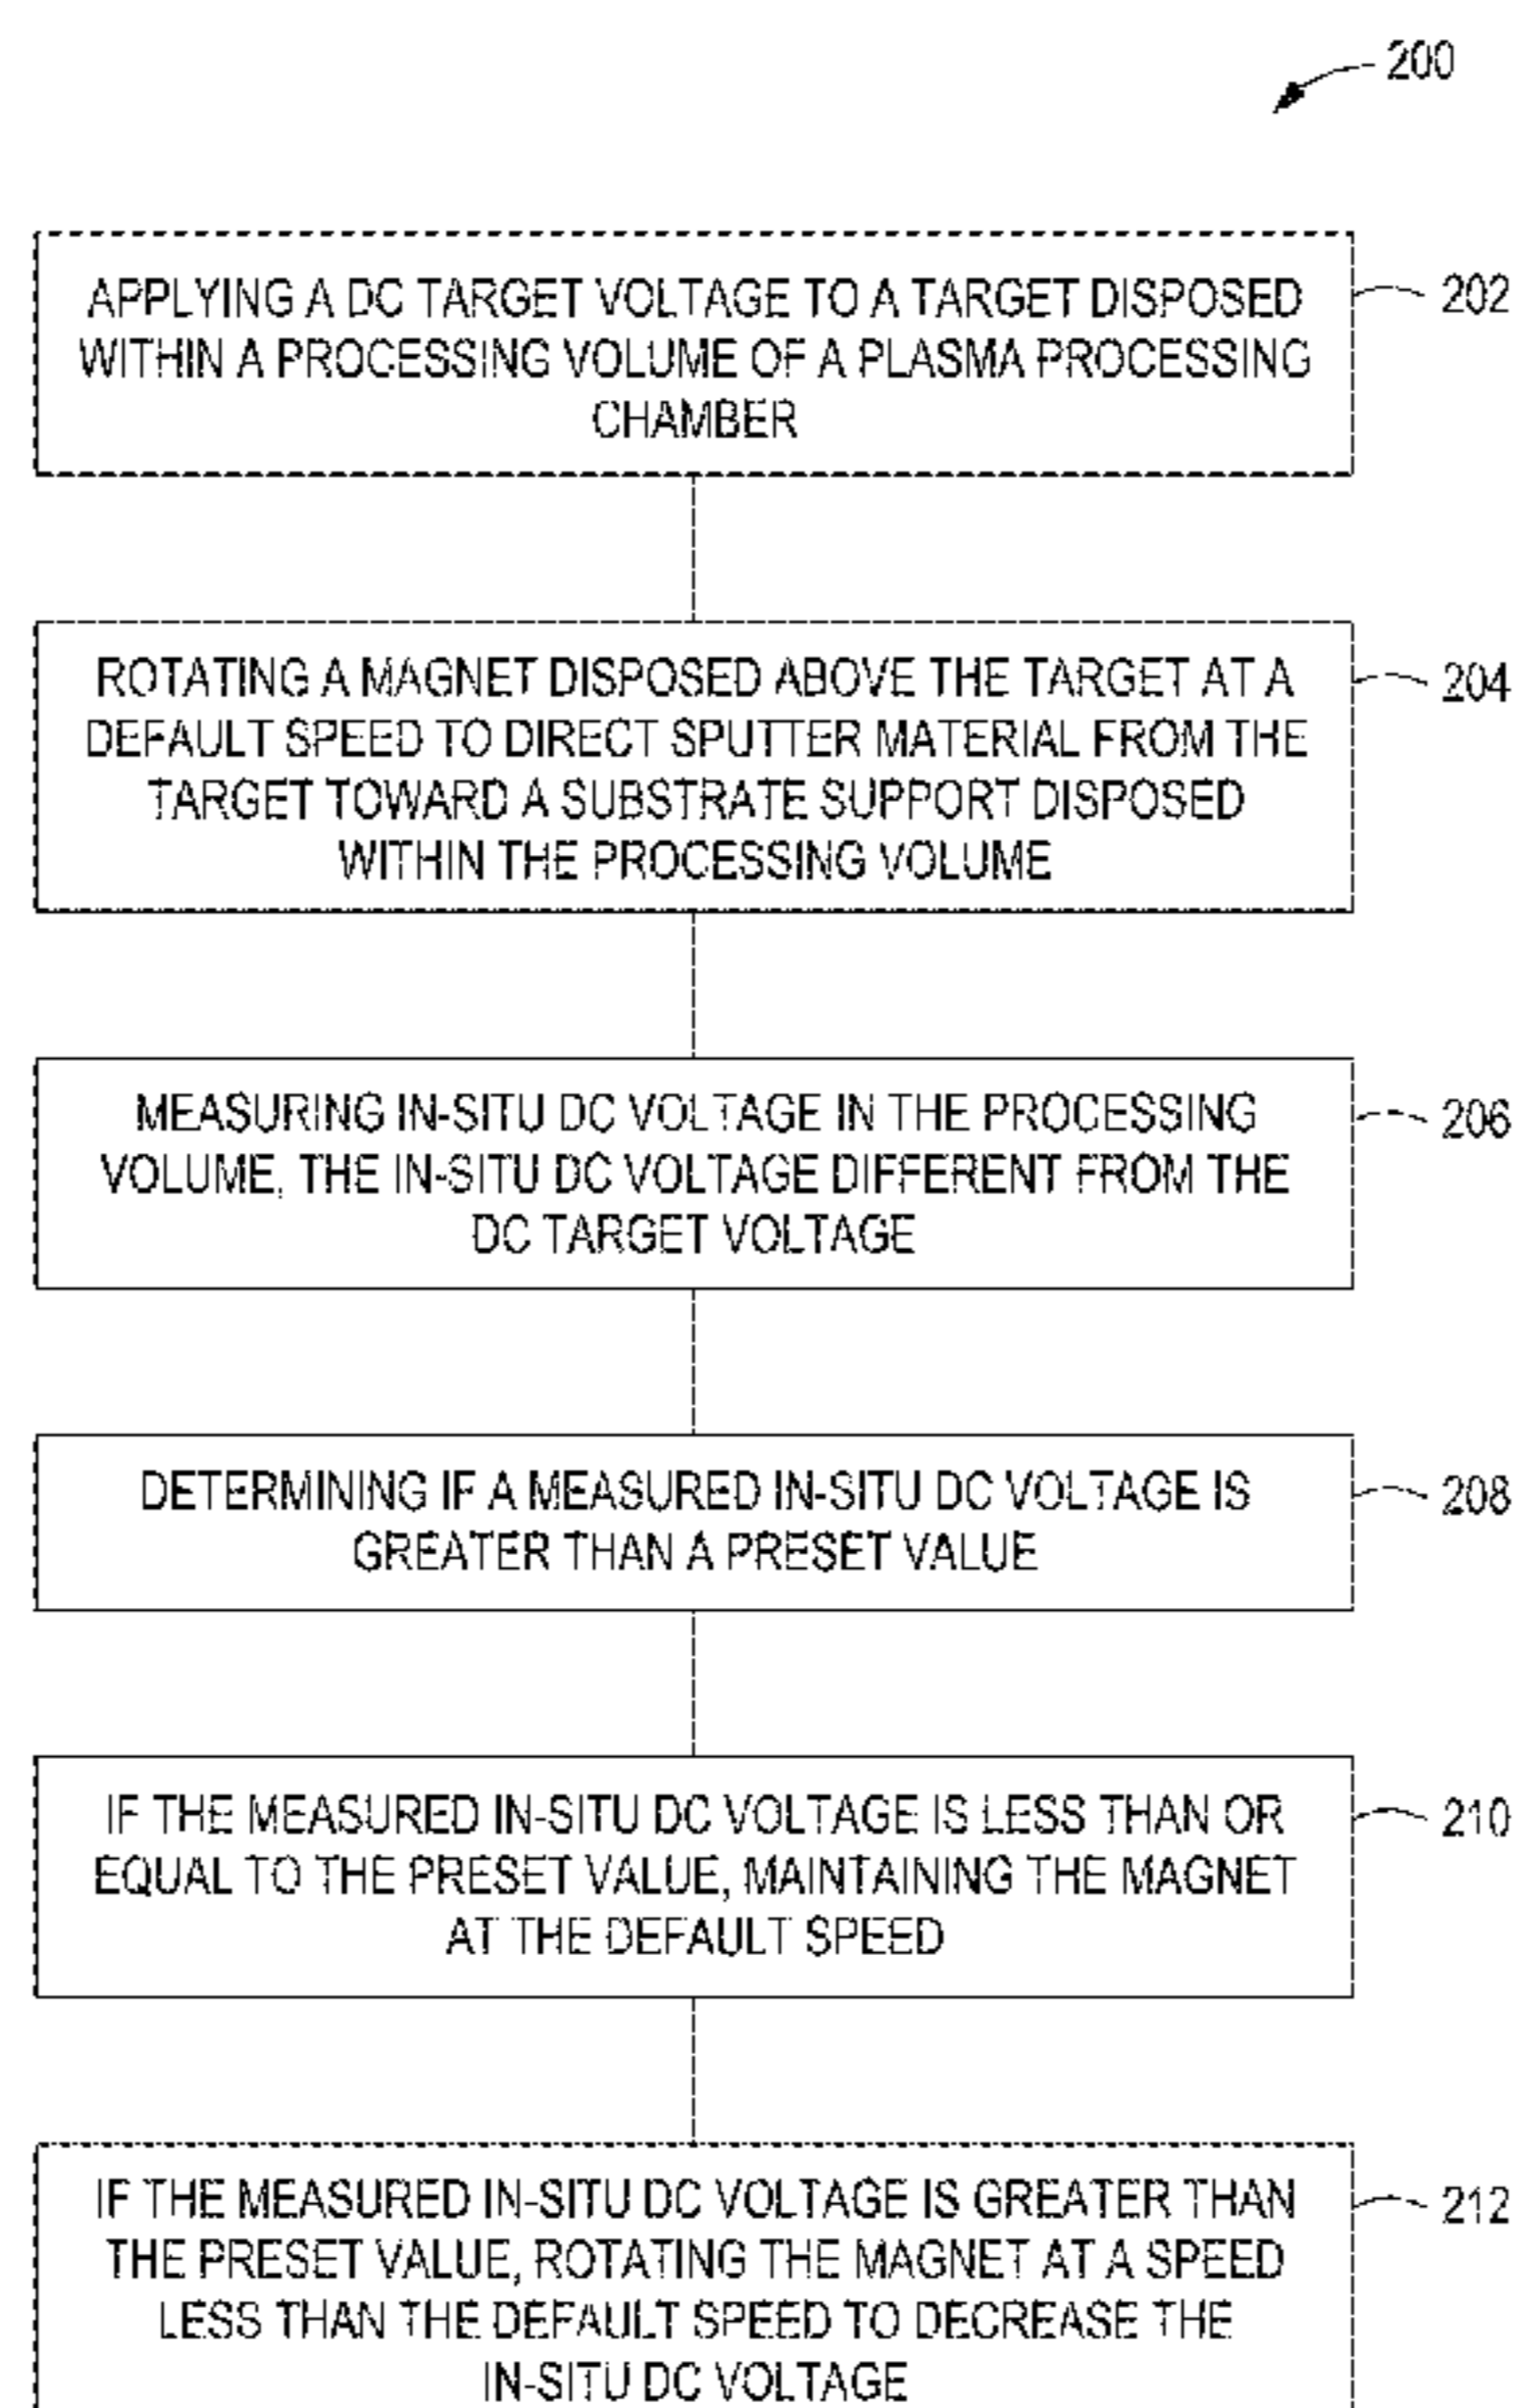 200
APPLYING A DC TARGET VOLTAGE TO A TARGET DISPOSED
WITHIN A PROCESSING VOLUME OF A PLASMA PROCESSING
CHAMBER
202
ROTATING A MAGNET DISPOSED ABOVE THE TARGET AT A
DEFAULT SPEED TO DIRECT SPUTTER MATERIAL FROM THE
TARGET TOWARD A SUBSTRATE SUPPORT DISPOSED
WITHIN THE PROCESSING VOLUME
204
MEASURING IN-SITU DC VOLTAGE IN THE PROCESSING
VOLUME, THE IN-SITU DC VOLTAGE DIFFERENT FROM THE
DC TARGET VOLTAGE
206
DETERMINING IF A MEASURED IN-SITU DC VOLTAGE IS
GREATER THAN A PRESET VALUE
208
IF THE MEASURED IN-SITU DC VOLTAGE IS LESS THAN OR
EQUAL TO THE PRESET VALUE, MAINTAINING THE MAGNET
AT THE DEFAULT SPEED
210
IF THE MEASURED IN-SITU DC VOLTAGE IS GREATER THAN
THE PRESET VALUE, ROTATING THE MAGNET AT A SPEED
LESS THAN THE DEFAULT SPEED TO DECREASE THE
IN-SITU DC VOLTAGE
212